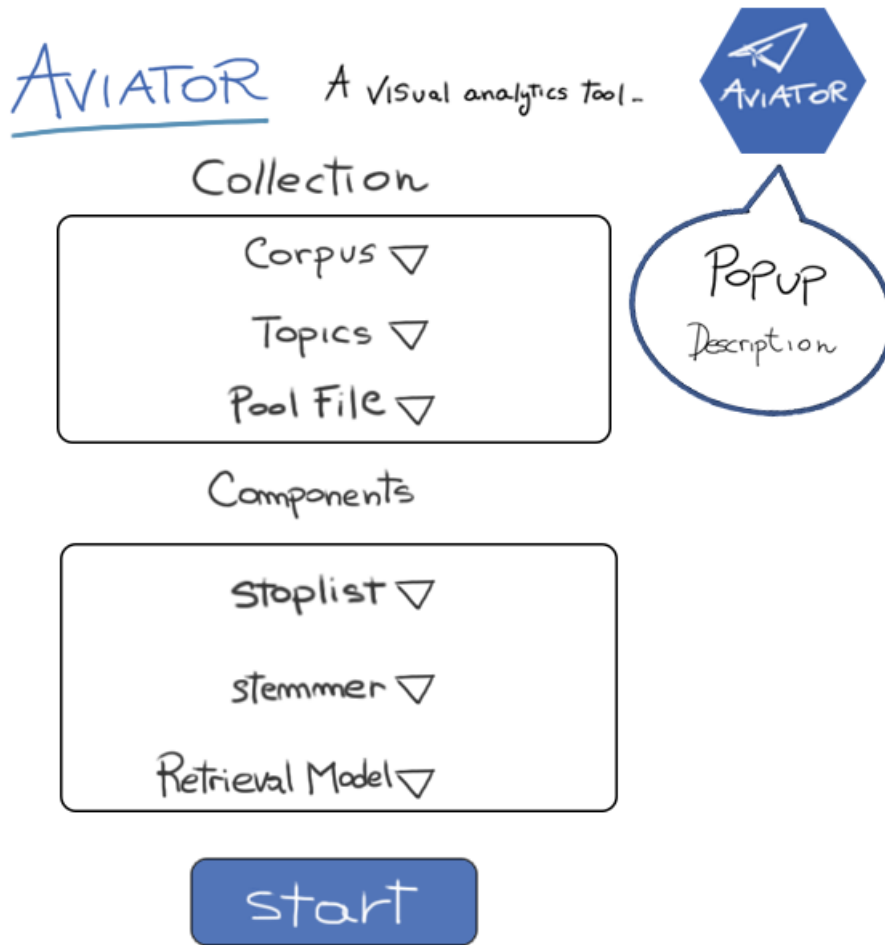 AVIATOR A Visual analytics tool-
AVIATOR
Collection
Corpus
Topics
Pool File
Popup
Description
Components
Stoplist
stemmer
Retrieval Model
start